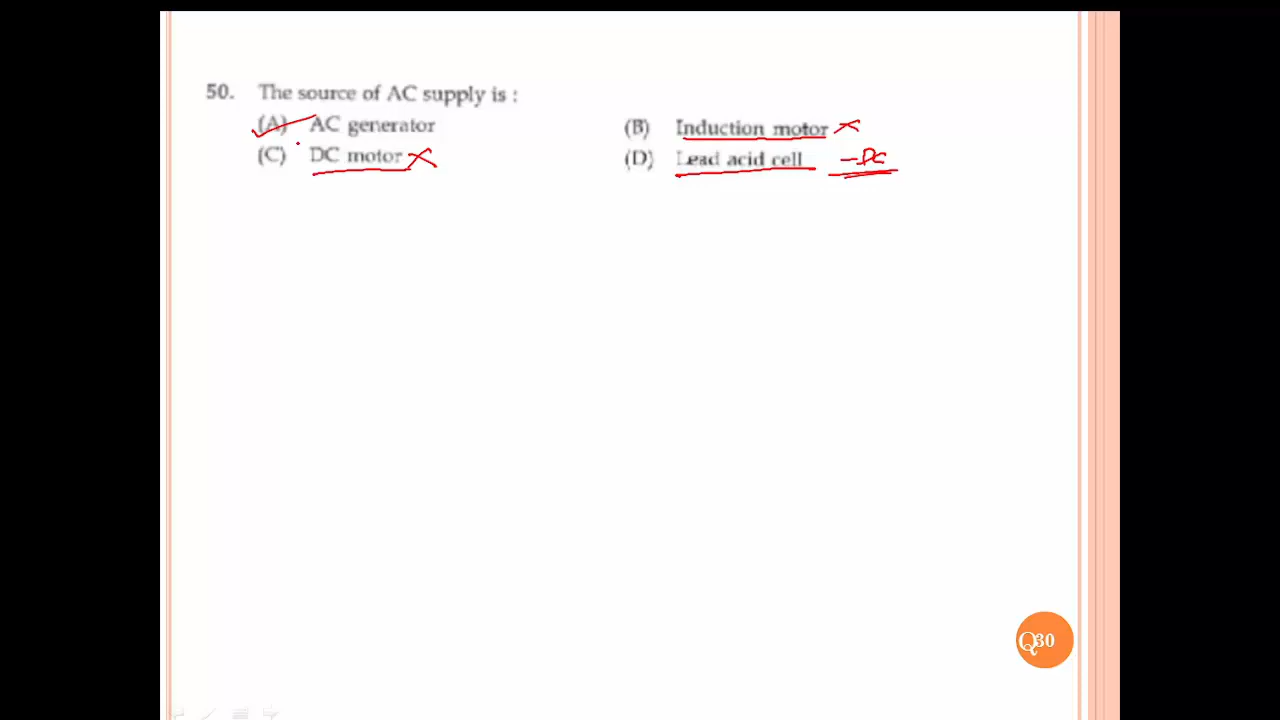 50. The source of AC supply is :
(A) AC generator (B) Induction motor
(C) DC motor (D) Lead acid cell – DC
Q30